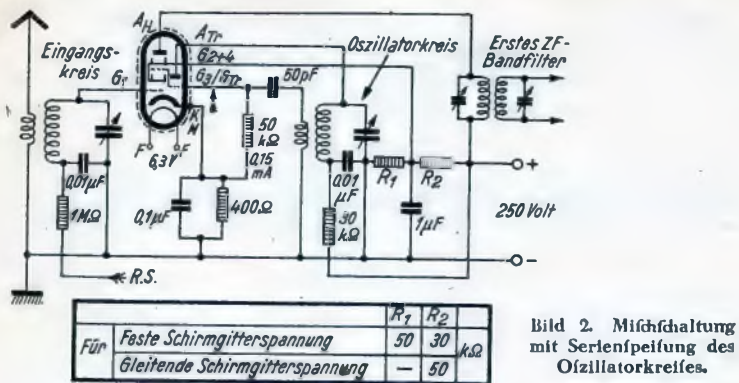 A_H
A_Tr
Eingangs-
kreis
G1
G2+4
G3/GTr
a
K
M
F
F
6,3V
50pF
Oszillatorkreis
Erstes ZF-
Bandfilter
50
kΩ
0,15
mA
0,01µF
1MΩ
R.S.
0,1µF
400Ω
0,01
µF
30
kΩ
R1
R2
1µF
+
250 Volt
-
R1 R2
Für Feste Schirmgitterspannung 50 30 kΩ
Gleitende Schirmgitterspannung — 50
Bild 2. Miſchſchaltung
mit Serienſpeiſung des
Oſzillatorkreiſes.